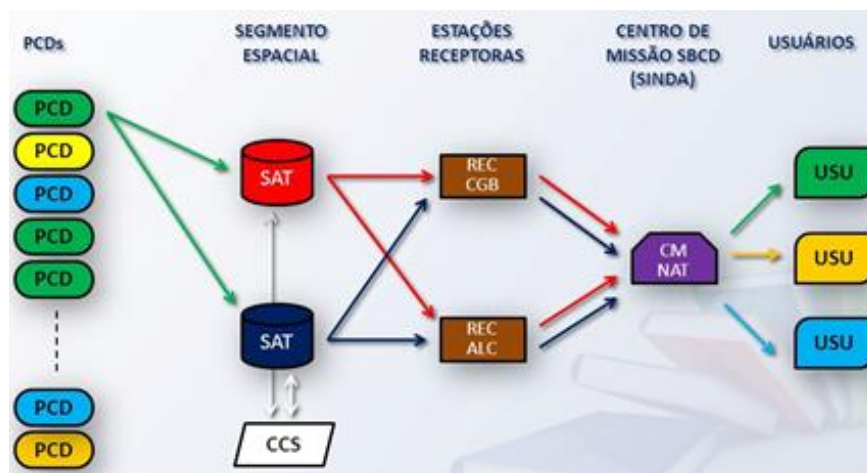 PCDs
SEGMENTO
ESPACIAL
ESTAÇÕES
RECEPTORAS
CENTRO DE
MISSÃO SBCD
(SINDA)
USUÁRIOS
PCD
PCD
PCD
PCD
PCD
PCD
PCD
SAT
SAT
CCS
REC
CGB
REC
ALC
CM
NAT
USU
USU
USU